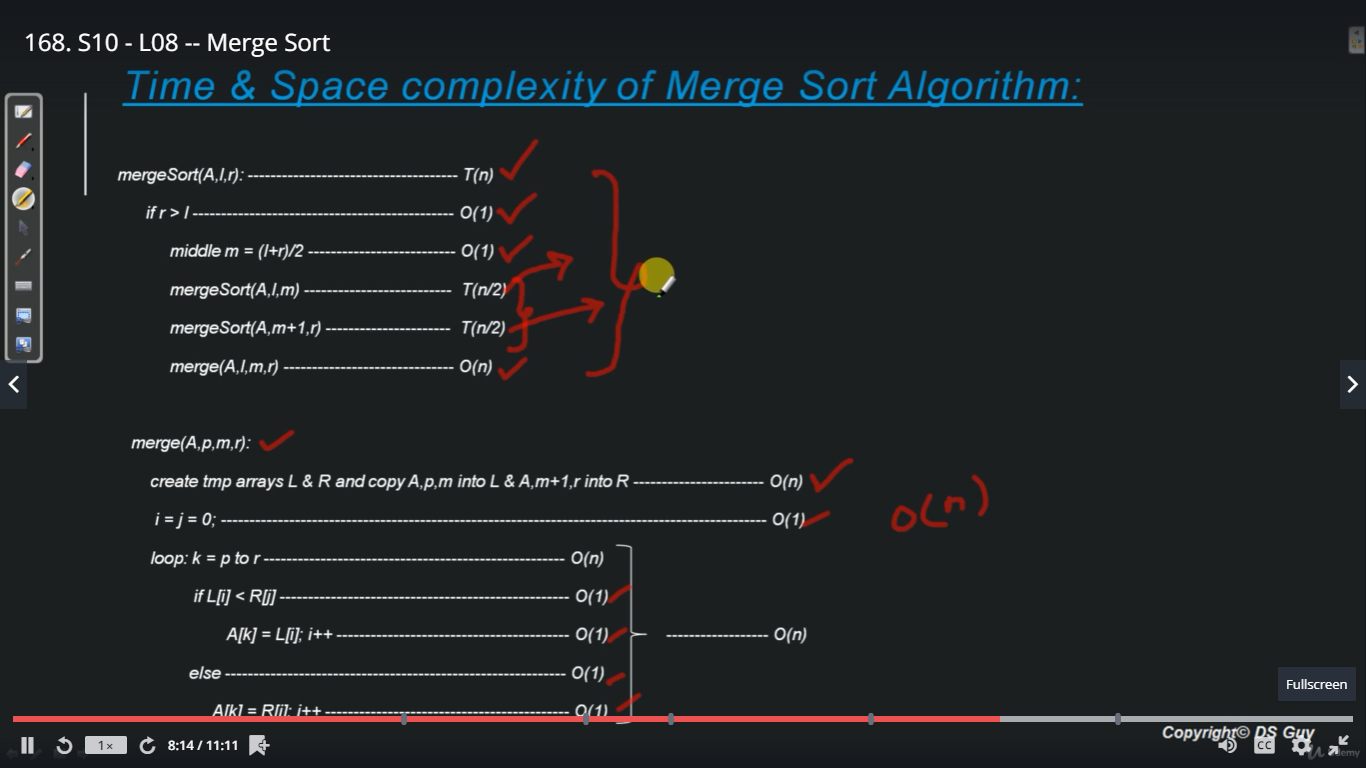 168. S10 - L08 -- Merge Sort
Time & Space complexity of Merge Sort Algorithm:
mergeSort(A,l,r): ------------------------------------- T(n)
if r > l ---------------------------------------------- O(1)
middle m = (l+r)/2 -------------------------- O(1)
mergeSort(A,l,m) -------------------------- T(n/2)
mergeSort(A,m+1,r) ---------------------- T(n/2)
merge(A,l,m,r) ------------------------------ O(n)
merge(A,p,m,r):
create tmp arrays L & R and copy A,p,m into L & A,m+1,r into R ----------------------- O(n)
O(n)
i = j = 0; ------------------------------------------------------------------------------------------------ O(1)
loop: k = p to r ----------------------------------------------------- O(n)
if L[i] < R[j] --------------------------------------------------- O(1)
A[k] = L[i]; i++ ----------------------------------------- O(1) ------------------ O(n)
else ------------------------------------------------------------ O(1)
A[k] = R[j]; j++ ------------------------------------------- O(1)
Fullscreen
Copyright© DS Guy
1x 8:14 / 11:11 CC
Udemy